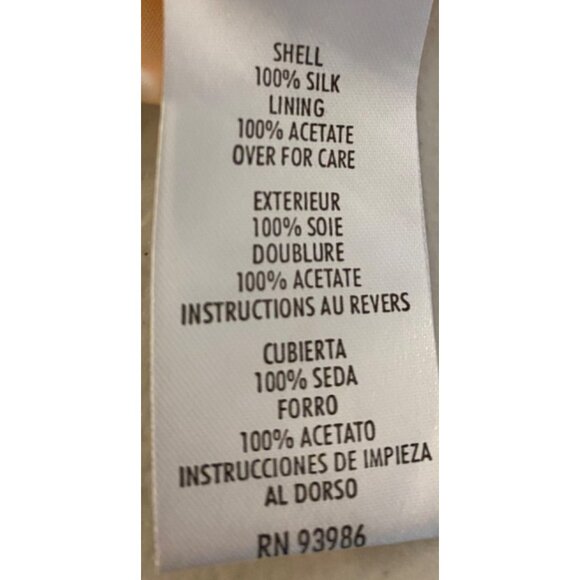 SHELL
100% SILK
LINING
100% ACETATE
OVER FOR CARE
EXTERIEUR
100% SOIE
DOUBLURE
100% ACETATE
INSTRUCTIONS AU REVERS
CUBIERTA
100% SEDA
FORRO
100% ACETATO
INSTRUCCIONES DE IMPIEZA
AL DORSO
RN 93986